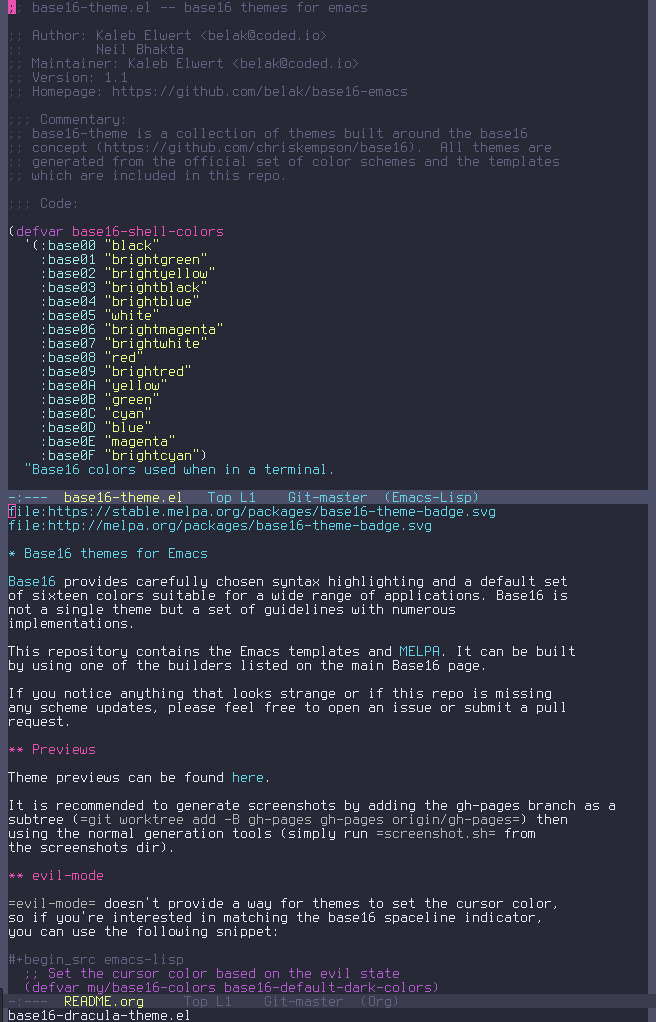 ;; base16-theme.el -- base16 themes for emacs
;; Author: Kaleb Elwert <belak@coded.io>
;;         Neil Bhakta
;; Maintainer: Kaleb Elwert <belak@coded.io>
;; Version: 1.1
;; Homepage: https://github.com/belak/base16-emacs
;;; Commentary:
;; base16-theme is a collection of themes built around the base16
;; concept (https://github.com/chriskempson/base16).  All themes are
;; generated from the official set of color schemes and the templates
;; which are included in this repo.
;;; Code:
(defvar base16-shell-colors
  '(:base00 "black"
    :base01 "brightgreen"
    :base02 "brightyellow"
    :base03 "brightblack"
    :base04 "brightblue"
    :base05 "white"
    :base06 "brightmagenta"
    :base07 "brightwhite"
    :base08 "red"
    :base09 "brightred"
    :base0A "yellow"
    :base0B "green"
    :base0C "cyan"
    :base0D "blue"
    :base0E "magenta"
    :base0F "brightcyan")
  "Base16 colors used when in a terminal.
-:---  base16-theme.el   Top L1    Git-master  (Emacs-Lisp)
file:https://stable.melpa.org/packages/base16-theme-badge.svg
file:http://melpa.org/packages/base16-theme-badge.svg
* Base16 themes for Emacs
Base16 provides carefully chosen syntax highlighting and a default set
of sixteen colors suitable for a wide range of applications. Base16 is
not a single theme but a set of guidelines with numerous
implementations.
This repository contains the Emacs templates and MELPA. It can be built
by using one of the builders listed on the main Base16 page.
If you notice anything that looks strange or if this repo is missing
any scheme updates, please feel free to open an issue or submit a pull
request.
** Previews
Theme previews can be found here.
It is recommended to generate screenshots by adding the gh-pages branch as a
subtree (=git worktree add -B gh-pages gh-pages origin/gh-pages=) then
using the normal generation tools (simply run =screenshot.sh= from
the screenshots dir).
** evil-mode
=evil-mode= doesn't provide a way for themes to set the cursor color,
so if you're interested in matching the base16 spaceline indicator,
you can use the following snippet:
#+begin_src emacs-lisp
  ;; Set the cursor color based on the evil state
  (defvar my/base16-colors base16-default-dark-colors)
-:---  README.org     Top L1    Git-master  (Org)
base16-dracula-theme.el